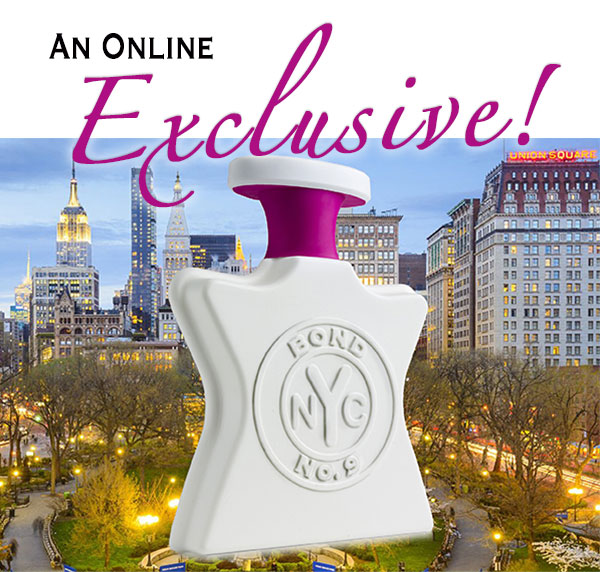 An Online
Exclusive!
UNION SQUARE
BOND
NYC
No. 9